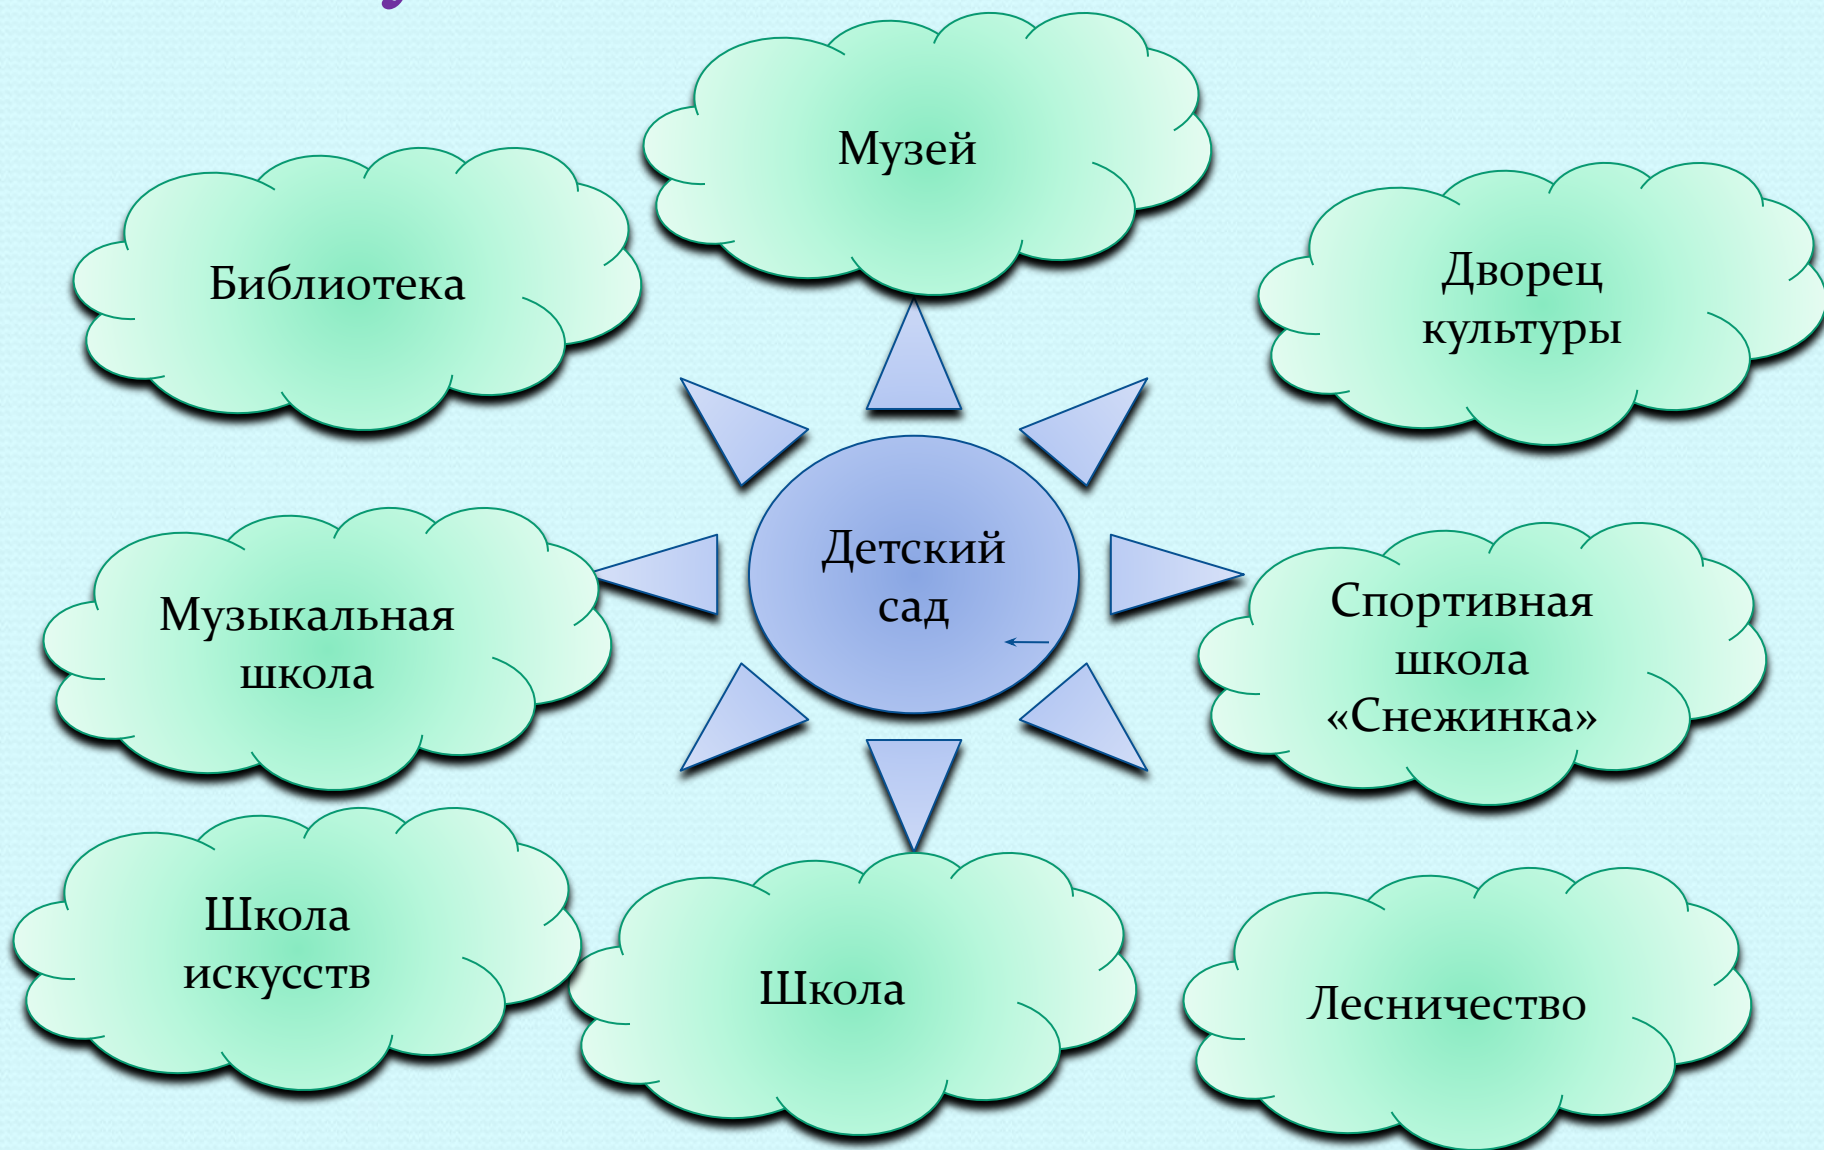 Музей
Библиотека
Дворец
культуры
Детский
сад
Музыкальная
школа
Спортивная
школа
«Снежинка»
Школа
искусств
Школа
Лесничество